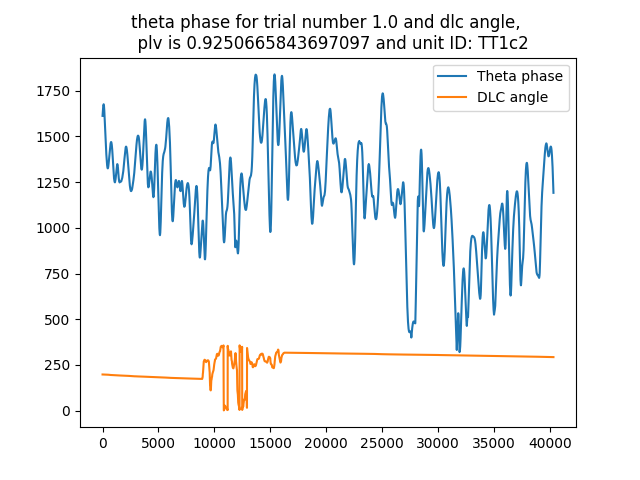 theta phase for trial number 1.0 and dlc angle,
plv is 0.9250665843697097 and unit ID: TT1c2
Theta phase
DLC angle
1750
1500
1250
1000
750
500
250
0
0 5000 10000 15000 20000 25000 30000 35000 40000